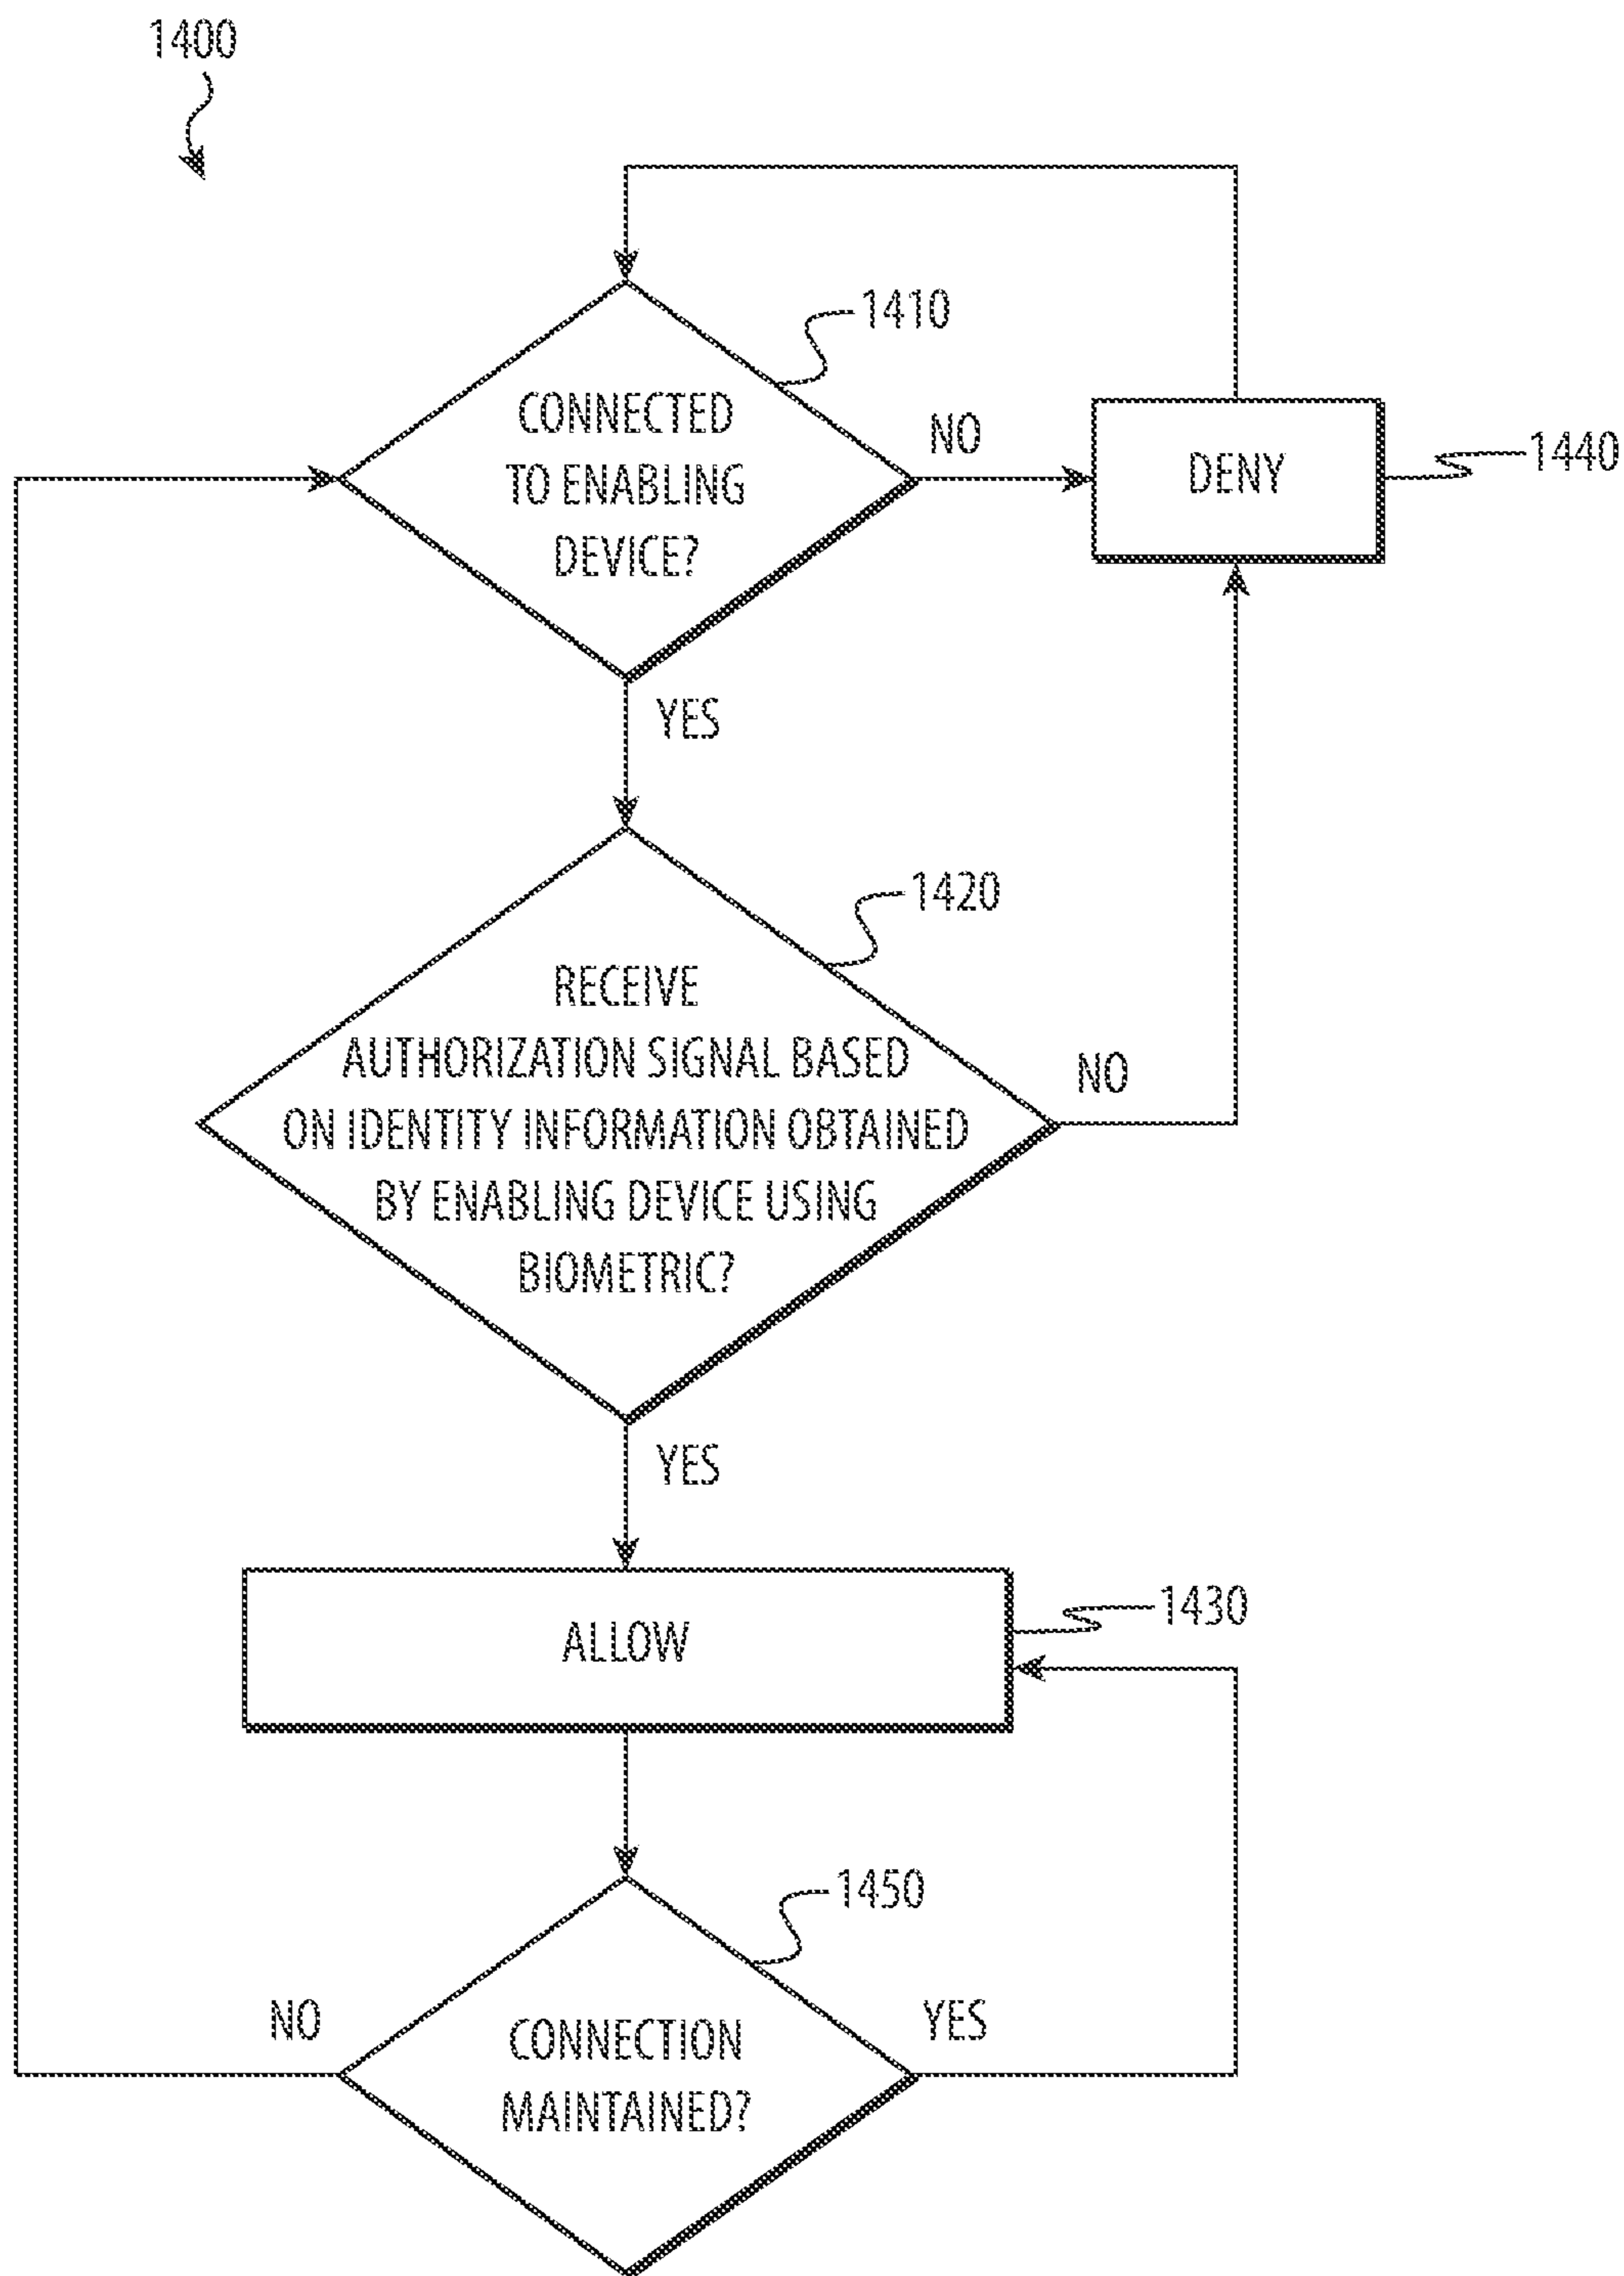 1400
1410
CONNECTED
TO ENABLING
DEVICE?
NO
DENY
1440
YES
1420
RECEIVE
AUTHORIZATION SIGNAL BASED
ON IDENTITY INFORMATION OBTAINED
BY ENABLING DEVICE USING
BIOMETRIC?
NO
YES
ALLOW
1430
1450
NO
CONNECTION
MAINTAINED?
YES